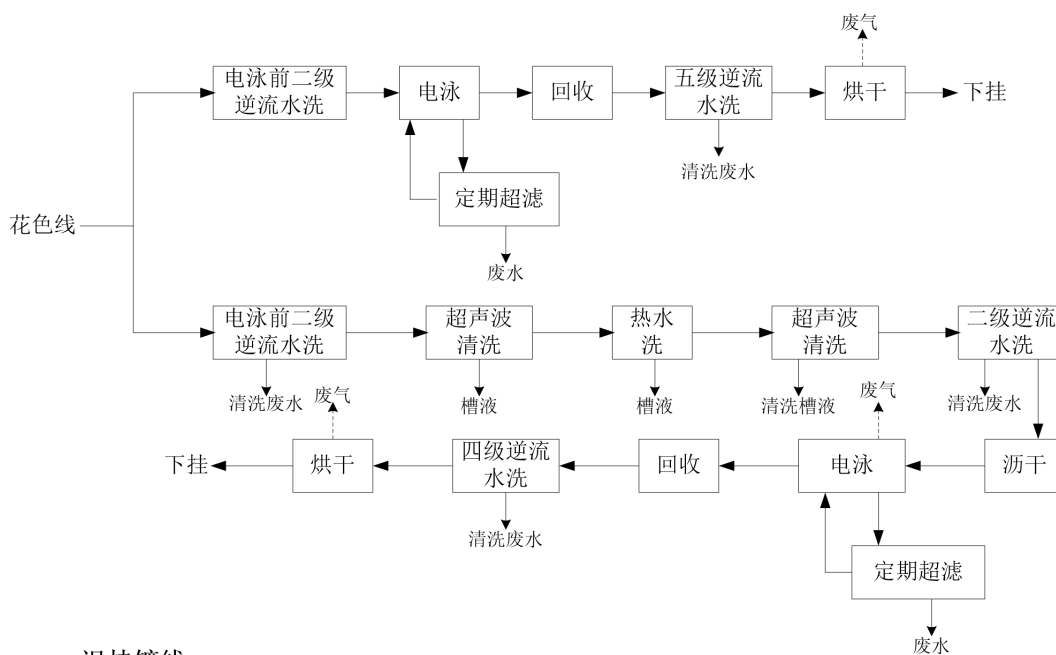 废气
电泳前二级
逆流水洗
电泳
回收
五级逆流
水洗
烘干
下挂
清洗废水
定期超滤
废水
花色线
电泳前二级
逆流水洗
超声波
清洗
热水
洗
超声波
清洗
二级逆流
水洗
清洗废水
槽液
槽液
清洗槽液
清洗废水
废气
废气
下挂
烘干
四级逆流
水洗
回收
电泳
沥干
清洗废水
定期超滤
废水